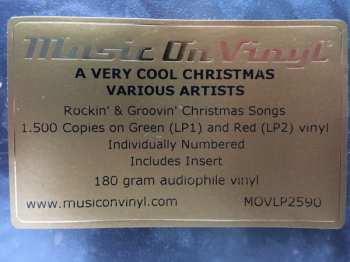 Music On Vinyl
A VERY COOL CHRISTMAS
VARIOUS ARTISTS
Rockin' & Groovin' Christmas Songs
1.500 Copies on Green (LP1) and Red (LP2) vinyl
Individually Numbered
Includes Insert
180 gram audiophile vinyl
www.musiconvinyl.com MOVLP2590